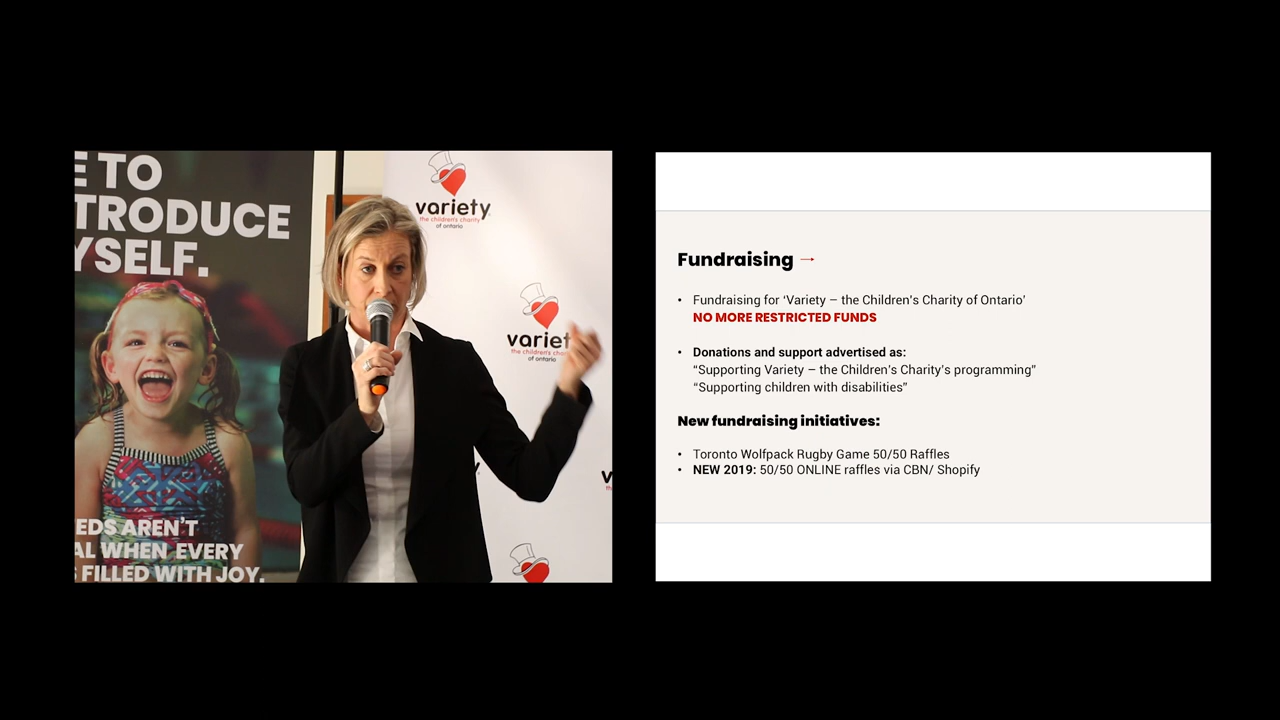 E TO
TRODUCE
YSELF.
EDS AREN'T
AL WHEN EVERY
FILLED WITH JOY.
variety
the children's charity
of ontario
variet
the children's charity
of ontario
Fundraising →
• Fundraising for ‘Variety – the Children's Charity of Ontario’
NO MORE RESTRICTED FUNDS
• Donations and support advertised as:
“Supporting Variety – the Children's Charity's programming”
“Supporting children with disabilities”
New fundraising initiatives:
• Toronto Wolfpack Rugby Game 50/50 Raffles
• NEW 2019: 50/50 ONLINE raffles via CBN/ Shopify